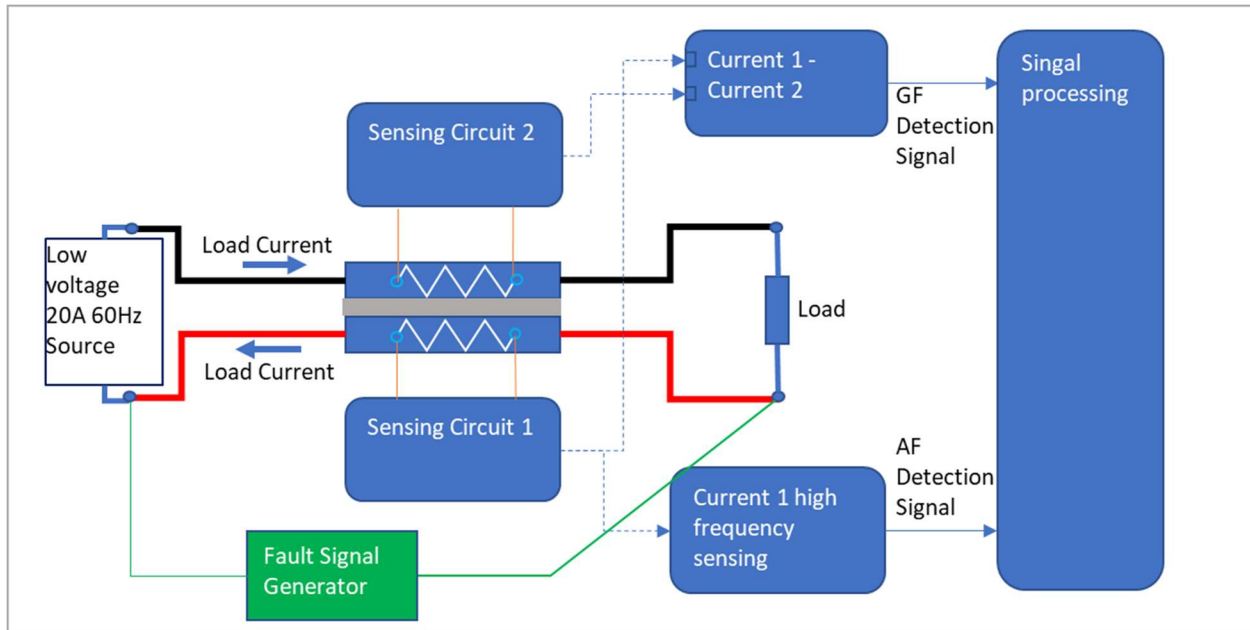 Current 1 -
Current 2
Singal
processing
GF
Detection
Signal
Sensing Circuit 2
Load Current
Low
voltage
20A 60Hz
Source
Load
Load Current
Sensing Circuit 1
AF
Detection
Signal
Current 1 high
frequency
sensing
Fault Signal
Generator